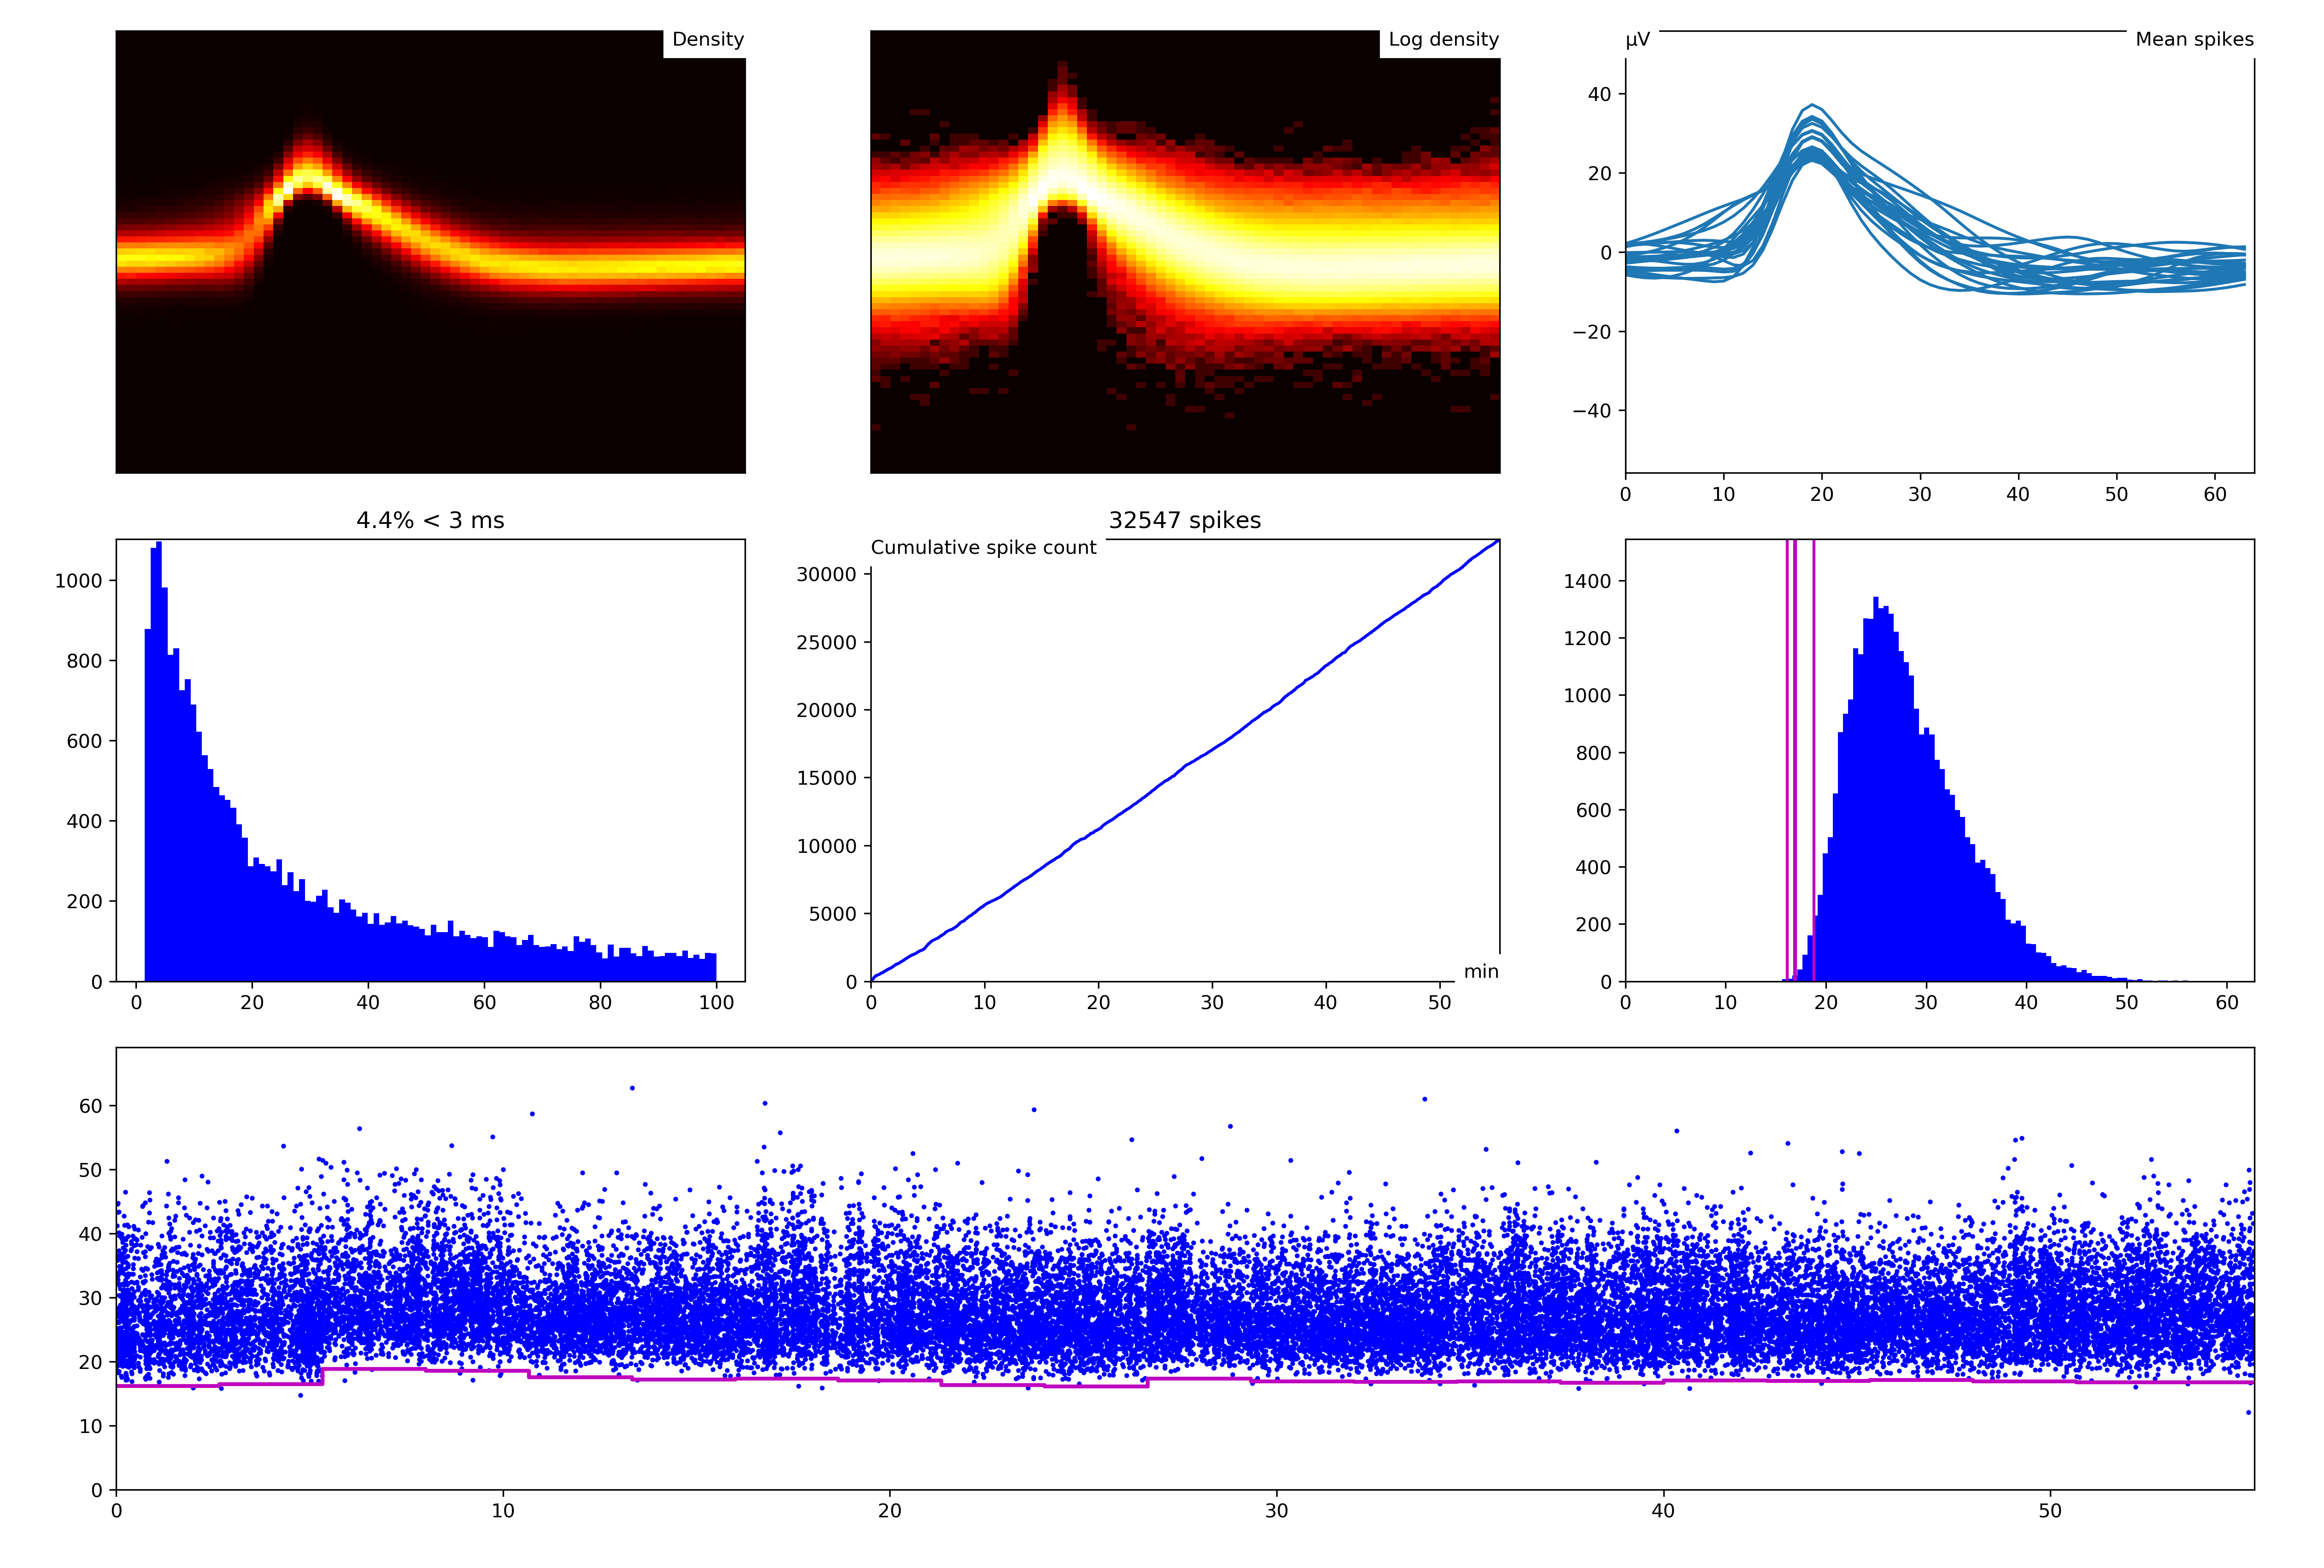 Density
Log density
µV
Mean spikes
40
20
0
−20
−40
0 10 20 30 40 50 60
4.4% < 3 ms
1000
800
600
400
200
0
0 20 40 60 80 100
32547 spikes
Cumulative spike count
30000
25000
20000
15000
10000
5000
0
min
0 10 20 30 40 50
1400
1200
1000
800
600
400
200
0
0 10 20 30 40 50 60
60
50
40
30
20
10
0
0 10 20 30 40 50